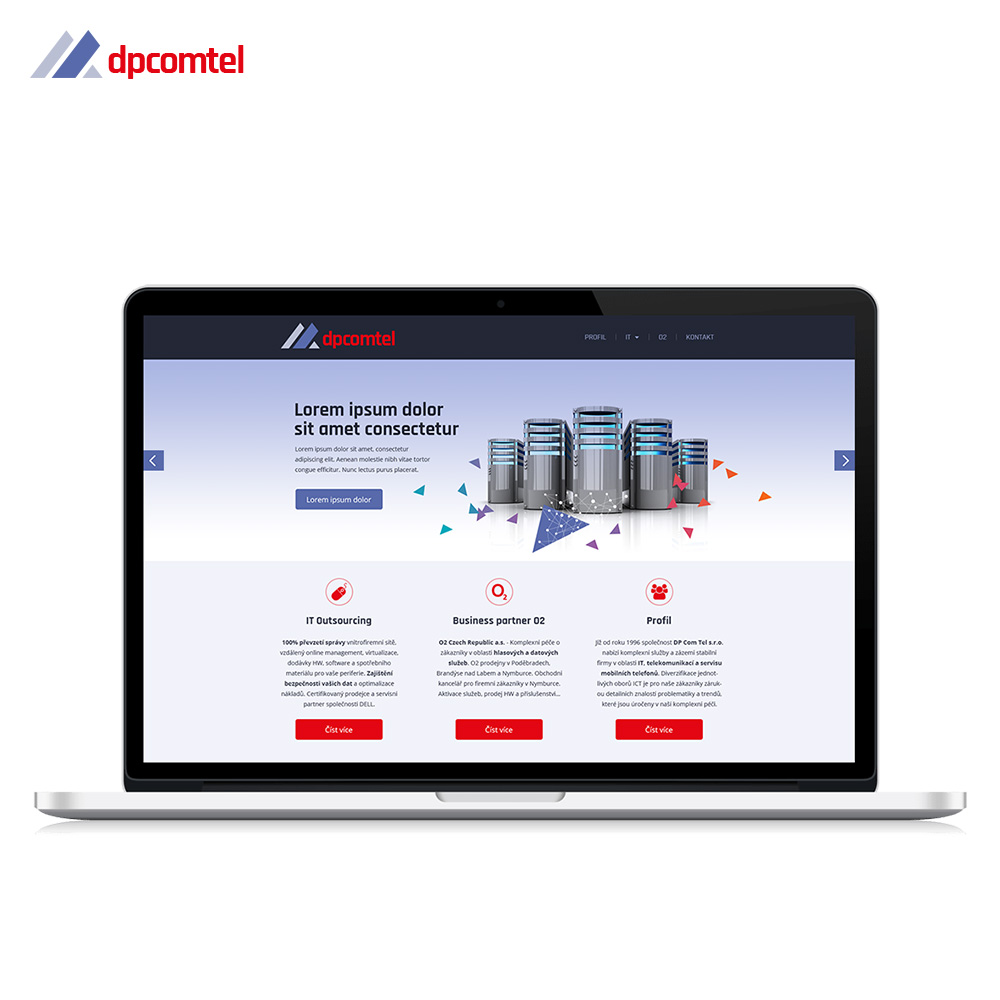 dpcomtel
dpcomtel
PROFIL | IT | O2 | KONTAKT
Lorem ipsum dolor
sit amet consectetur
Lorem ipsum dolor sit amet, consectetur
adipiscing elit. Aenean molestie nibh vitae tortor
congue efficitur. Nunc lectus purus placerat.
Lorem ipsum dolor
IT Outsourcing
100% převzetí správy vnitrofiremní sítě,
vzdálený online management, virtualizace,
dodávky HW, software a spotřebního
materiálu pro vaše periferie. Zajištění
bezpečnosti vašich dat a optimalizace
nákladů. Certifikovaný prodejce a servisní
partner společnosti DELL.
Číst více
O2
Business partner O2
O2 Czech Republic a.s. - Komplexní péče o
zákazníky v oblasti hlasových a datových
služeb. O2 prodejny v Poděbradech,
Brandýse nad Labem a Nymburce. Obchodní
kancelář pro firemní zákazníky v Nymburce.
Aktivace služeb, prodej HW a příslušenství...
Číst více
Profil
Již od roku 1996 společnost DP Com Tel s.r.o.
nabízí komplexní služby a zázemí stabilní
firmy v oblasti IT, telekomunikací a servisu
mobilních telefonů. Diverzifikace jednot-
livých oborů ICT je pro naše zákazníky záruk-
ou detailních znalostí problematiky a trendů,
které jsou úročeny v naší komplexní péči.
Číst více